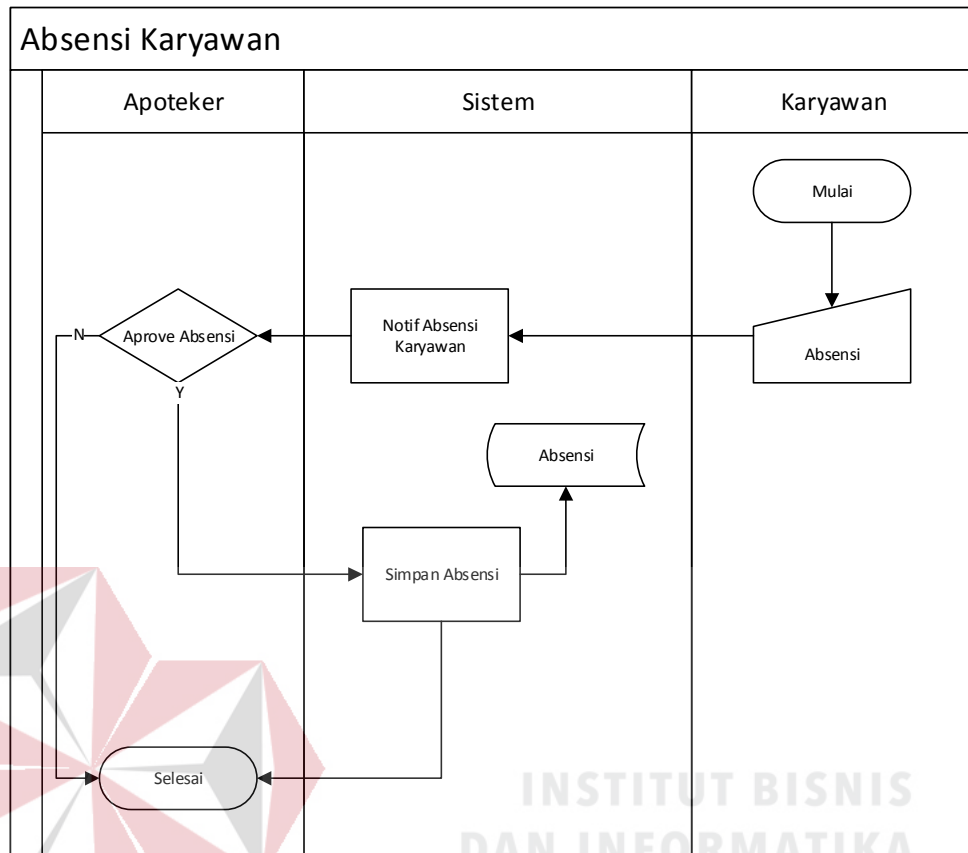 Absensi Karyawan
Apoteker
Sistem
Karyawan
Mulai
N
Aprove Absensi
Notif Absensi
Karyawan
Absensi
Y
Absensi
Simpan Absensi
Selesai
INSTITUT BISNIS
DAN INFORMATIKA